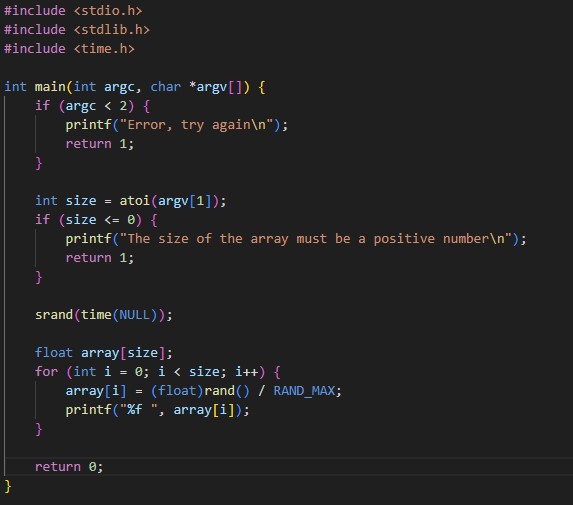 #include <stdio.h>
#include <stdlib.h>
#include <time.h>

int main(int argc, char *argv[]) {
    if (argc < 2) {
        printf("Error, try again\n");
        return 1;
    }

    int size = atoi(argv[1]);
    if (size <= 0) {
        printf("The size of the array must be a positive number\n");
        return 1;
    }

    srand(time(NULL));

    float array[size];
    for (int i = 0; i < size; i++) {
        array[i] = (float)rand() / RAND_MAX;
        printf("%f ", array[i]);
    }

    return 0;
}